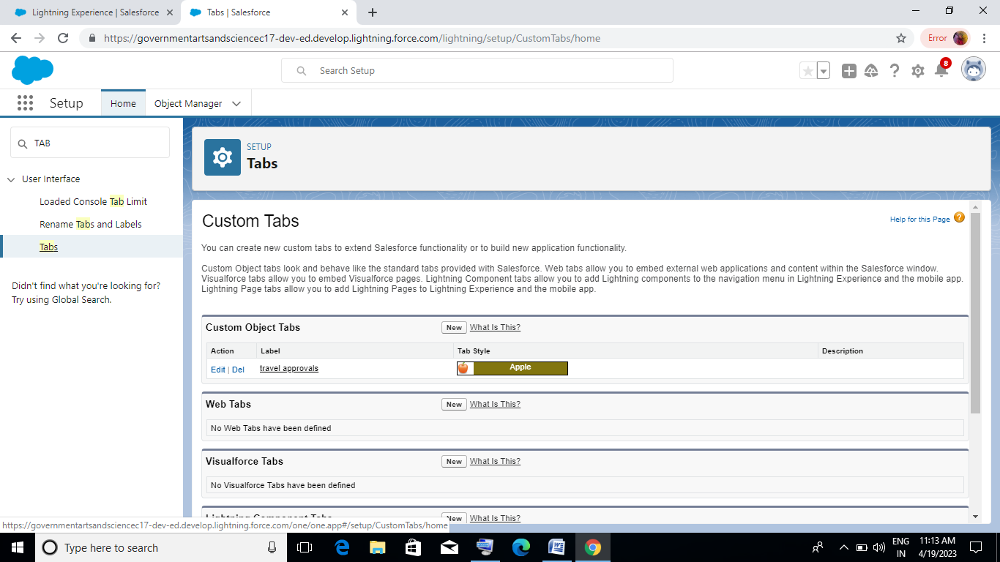 Lightning Experience | Salesforce
Tabs | Salesforce
https://governmentartsandsciencec17-dev-ed.develop.lightning.force.com/lightning/setup/CustomTabs/home
Error
Search Setup
8
Setup
Home
Object Manager
TAB
User Interface
Loaded Console Tab Limit
Rename Tabs and Labels
Tabs
Didn't find what you're looking for?
Try using Global Search.
SETUP
Tabs
Custom Tabs
Help for this Page
You can create new custom tabs to extend Salesforce functionality or to build new application functionality.
Custom Object tabs look and behave like the standard tabs provided with Salesforce. Web tabs allow you to embed external web applications and content within the Salesforce window.
Visualforce tabs allow you to embed Visualforce pages. Lightning Component tabs allow you to add Lightning components to the navigation menu in Lightning Experience and the mobile app.
Lightning Page tabs allow you to add Lightning Pages to Lightning Experience and the mobile app.
Custom Object Tabs New What Is This?
Action Label Tab Style Description
Edit | Del travel approvals Apple
Web Tabs New What Is This?
No Web Tabs have been defined
Visualforce Tabs New What Is This?
No Visualforce Tabs have been defined
Lightning Component Tabs New What Is This?
https://governmentartsandsciencec17-dev-ed.develop.lightning.force.com/one/one.app#/setup/CustomTabs/home
Type here to search
ENG
IN
11:13 AM
4/19/2023